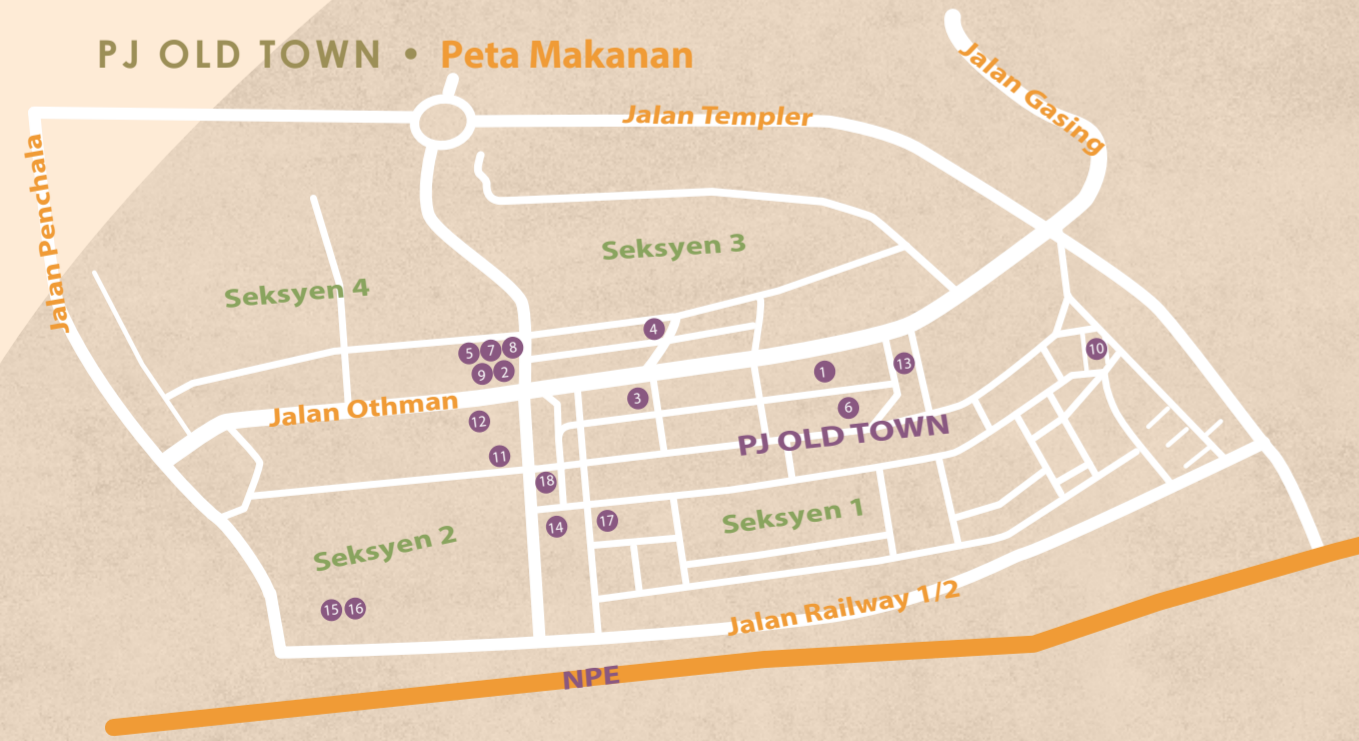 PJ OLD TOWN • Peta Makanan
Jalan Gasing
Jalan Templer
Jalan Penchala
Seksyen 3
Seksyen 4
4
5 7 8
9 2
10
13
1
3
6
Jalan Othman
12
PJ OLD TOWN
11
18
14
17
Seksyen 1
Seksyen 2
15 16
Jalan Railway 1/2
NPE